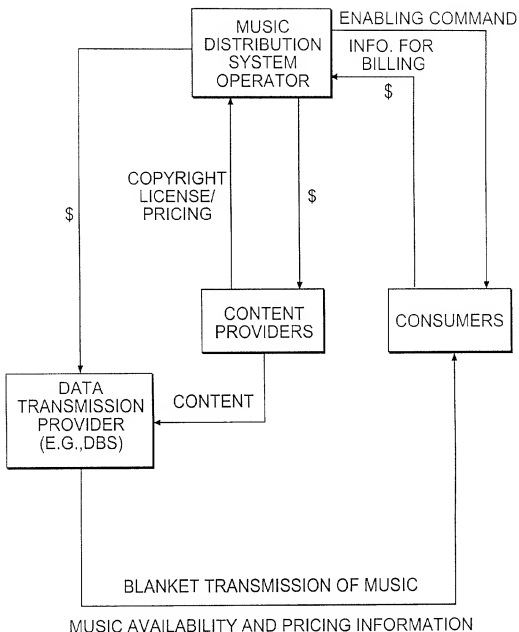 MUSIC
DISTRIBUTION
SYSTEM
OPERATOR
ENABLING COMMAND
INFO. FOR
BILLING
$
COPYRIGHT
LICENSE/
PRICING
$
$
CONTENT
PROVIDERS
CONSUMERS
DATA
TRANSMISSION
PROVIDER
(E.G.,DBS)
CONTENT
BLANKET TRANSMISSION OF MUSIC
MUSIC AVAILABILITY AND PRICING INFORMATION